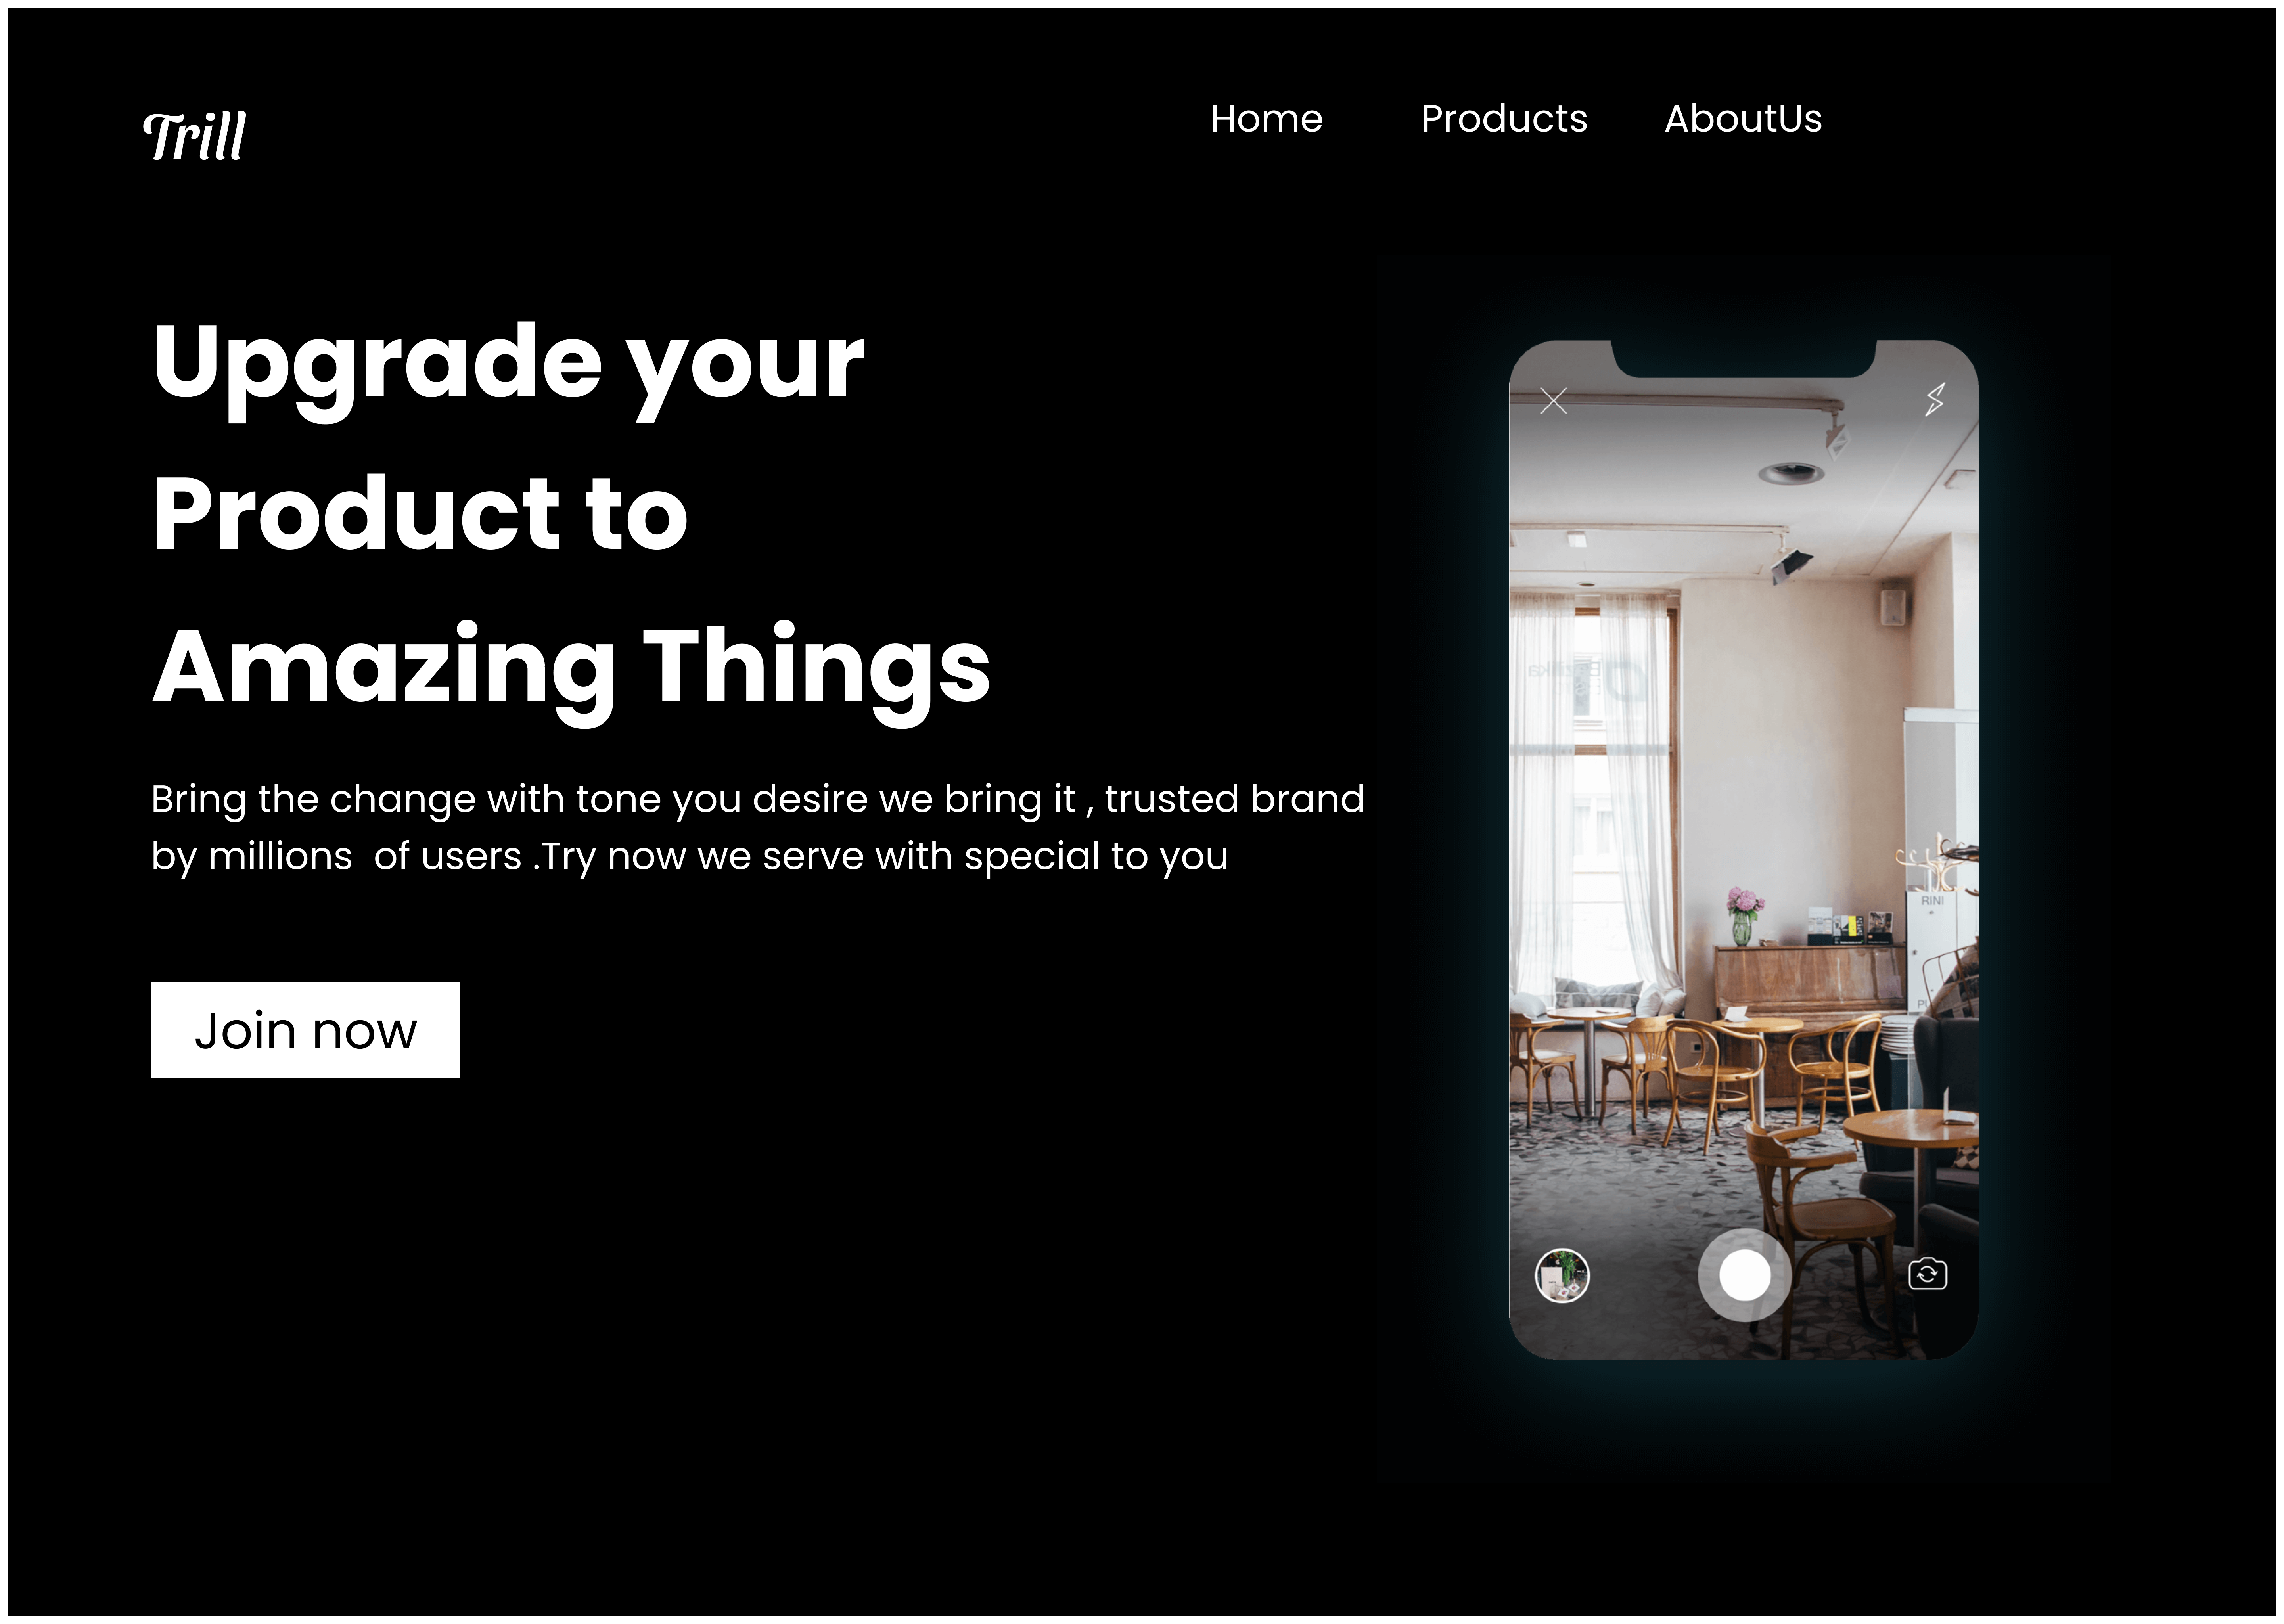 Trill
Home Products AboutUs
Upgrade your
Product to
Amazing Things
Bring the change with tone you desire we bring it , trusted brand
by millions  of users .Try now we serve with special to you
Join now
RINI